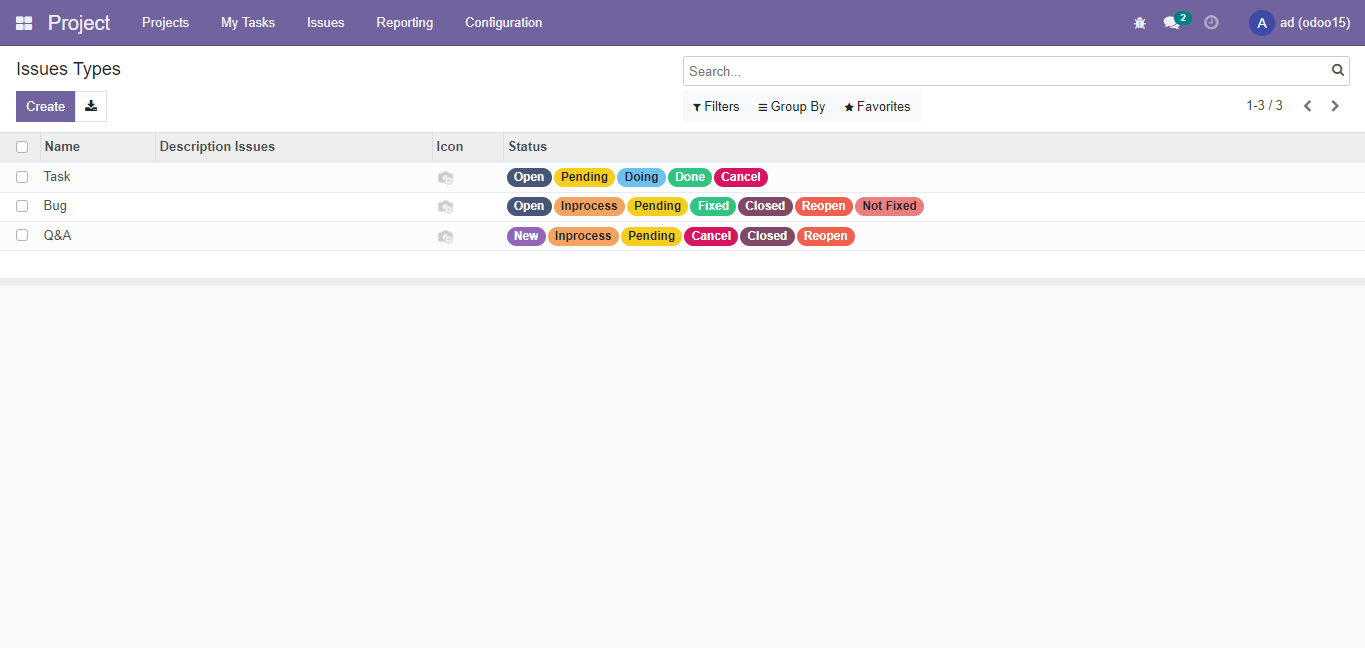 Project Projects My Tasks Issues Reporting Configuration 2 A ad (odoo15)
Issues Types
Search...
Create Filters Group By Favorites 1-3 / 3
Name Description Issues Icon Status
Task Open Pending Doing Done Cancel
Bug Open Inprocess Pending Fixed Closed Reopen Not Fixed
Q&A New Inprocess Pending Cancel Closed Reopen